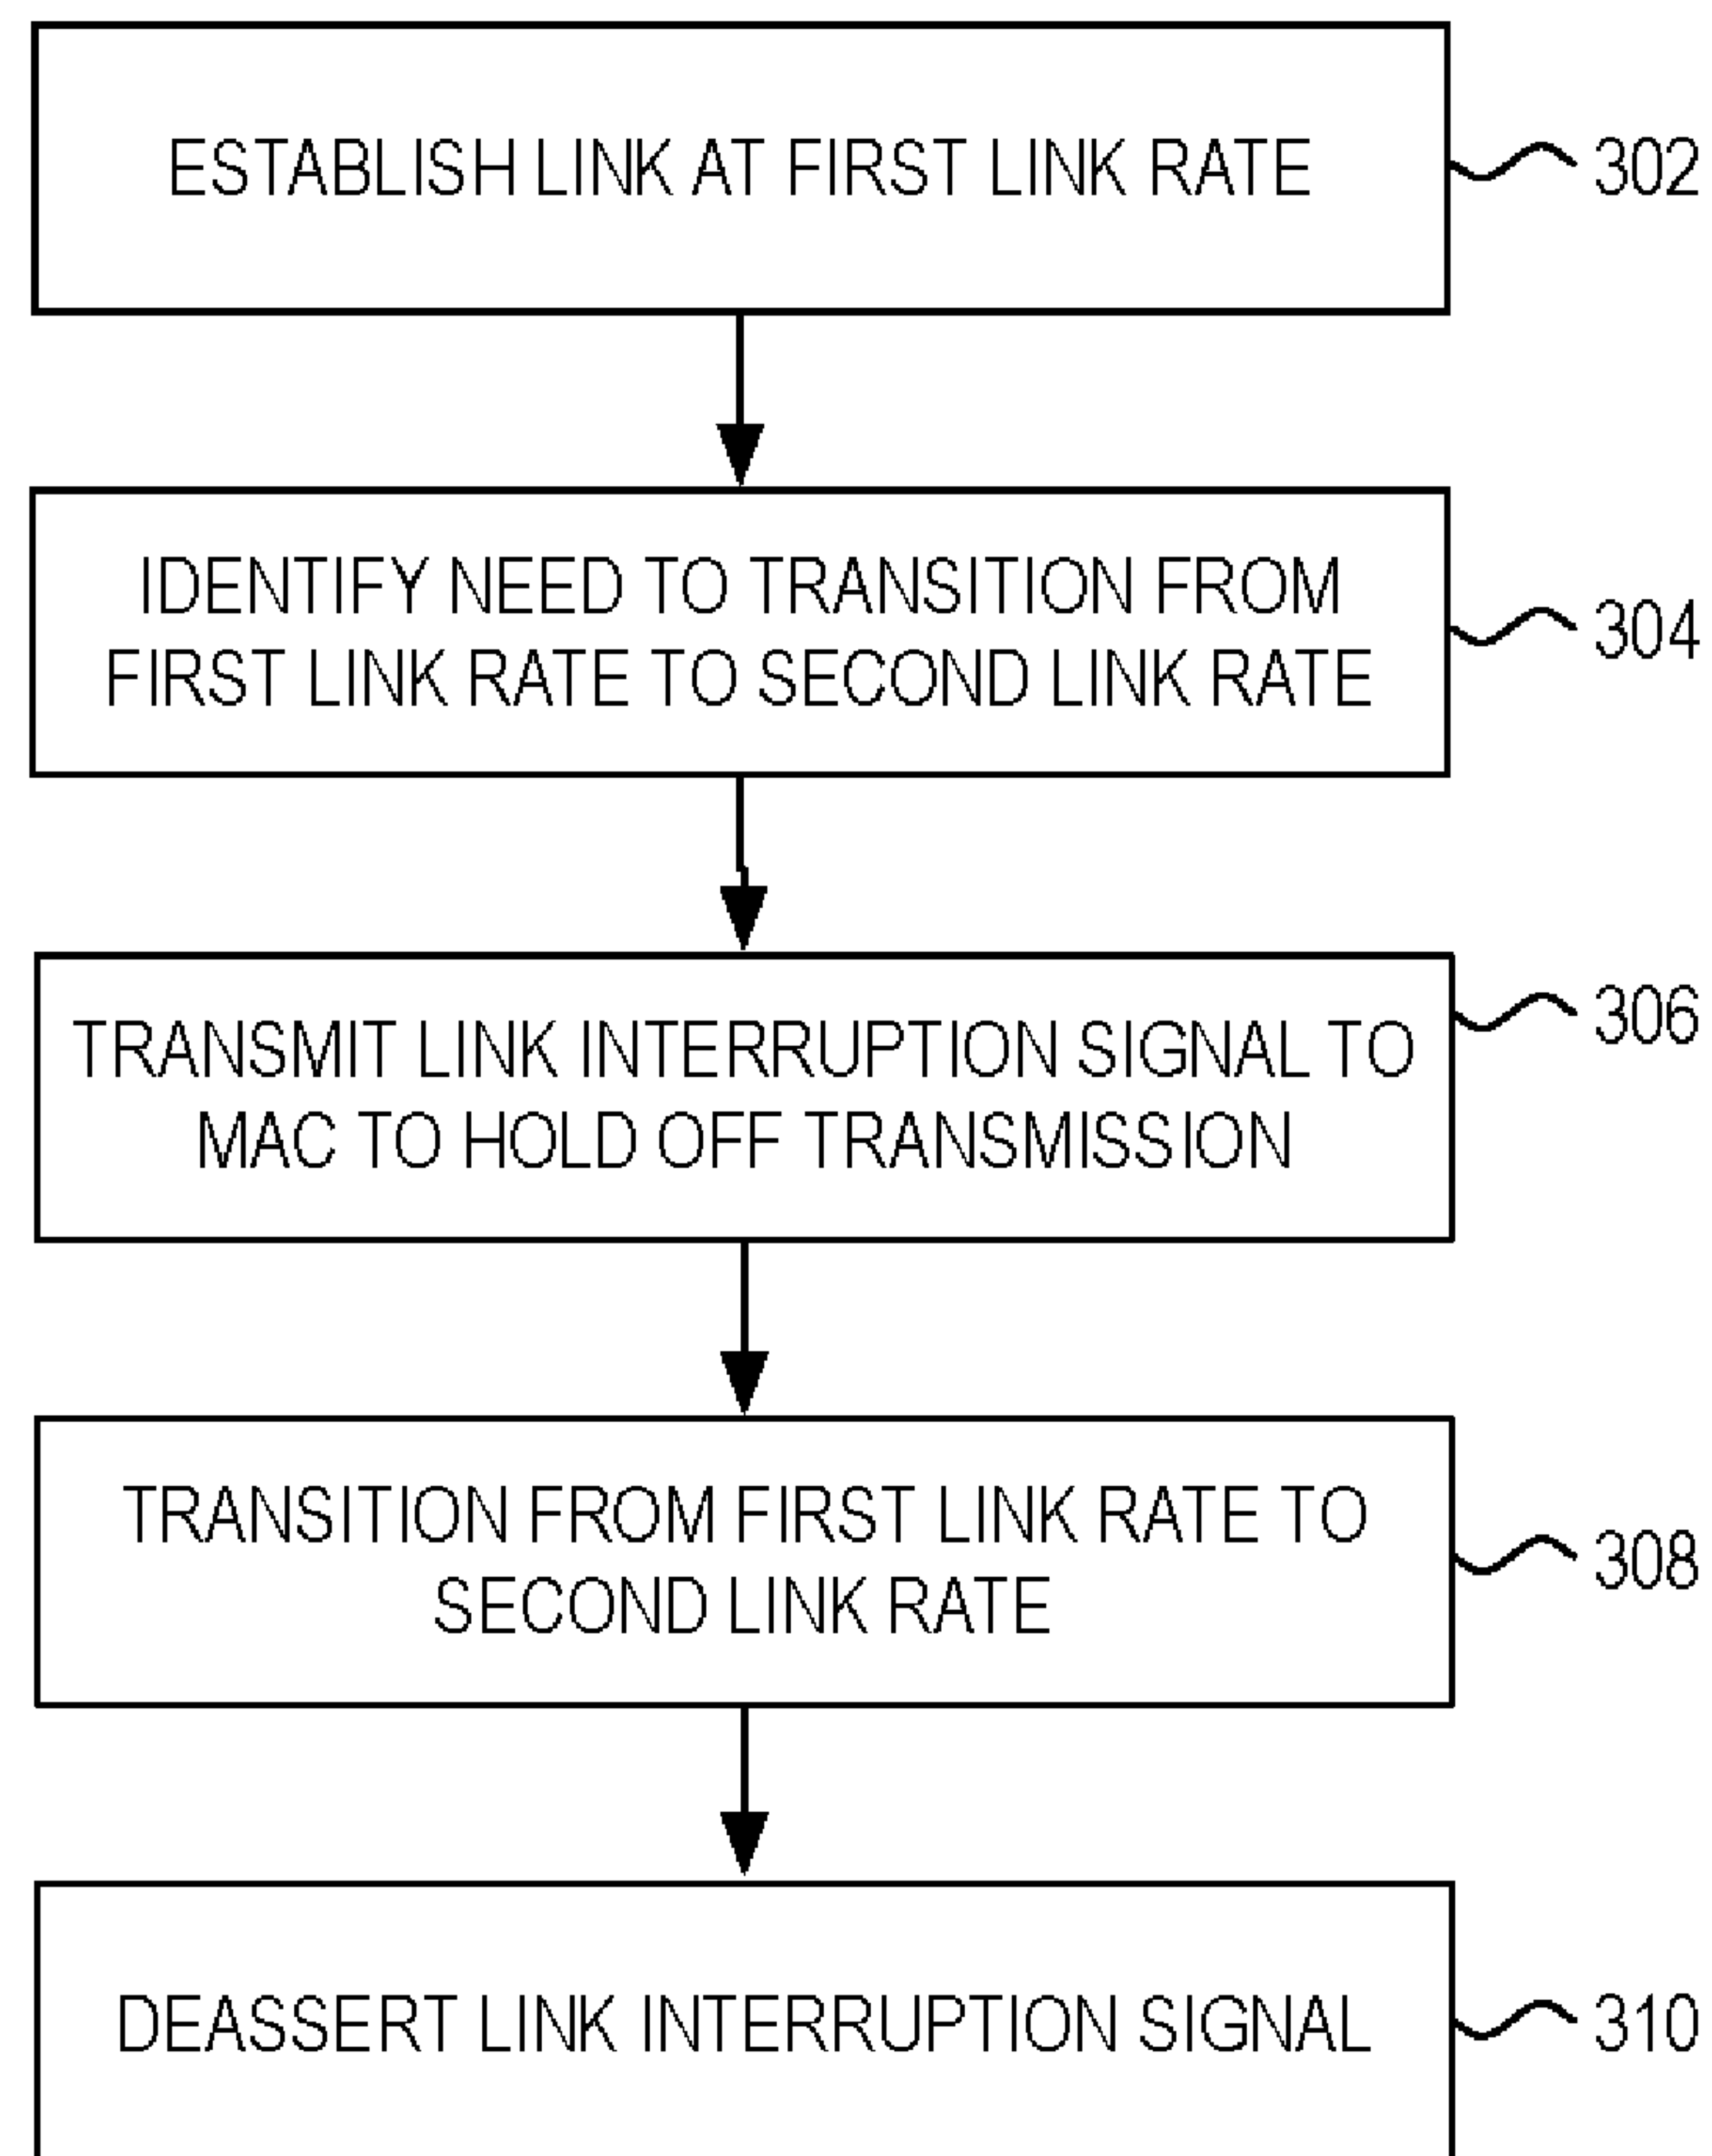 ESTABLISH LINK AT FIRST LINK RATE
302
IDENTIFY NEED TO TRANSITION FROM
FIRST LINK RATE TO SECOND LINK RATE
304
TRANSMIT LINK INTERRUPTION SIGNAL TO
MAC TO HOLD OFF TRANSMISSION
306
TRANSITION FROM FIRST LINK RATE TO
SECOND LINK RATE
308
DEASSERT LINK INTERRUPTION SIGNAL
310